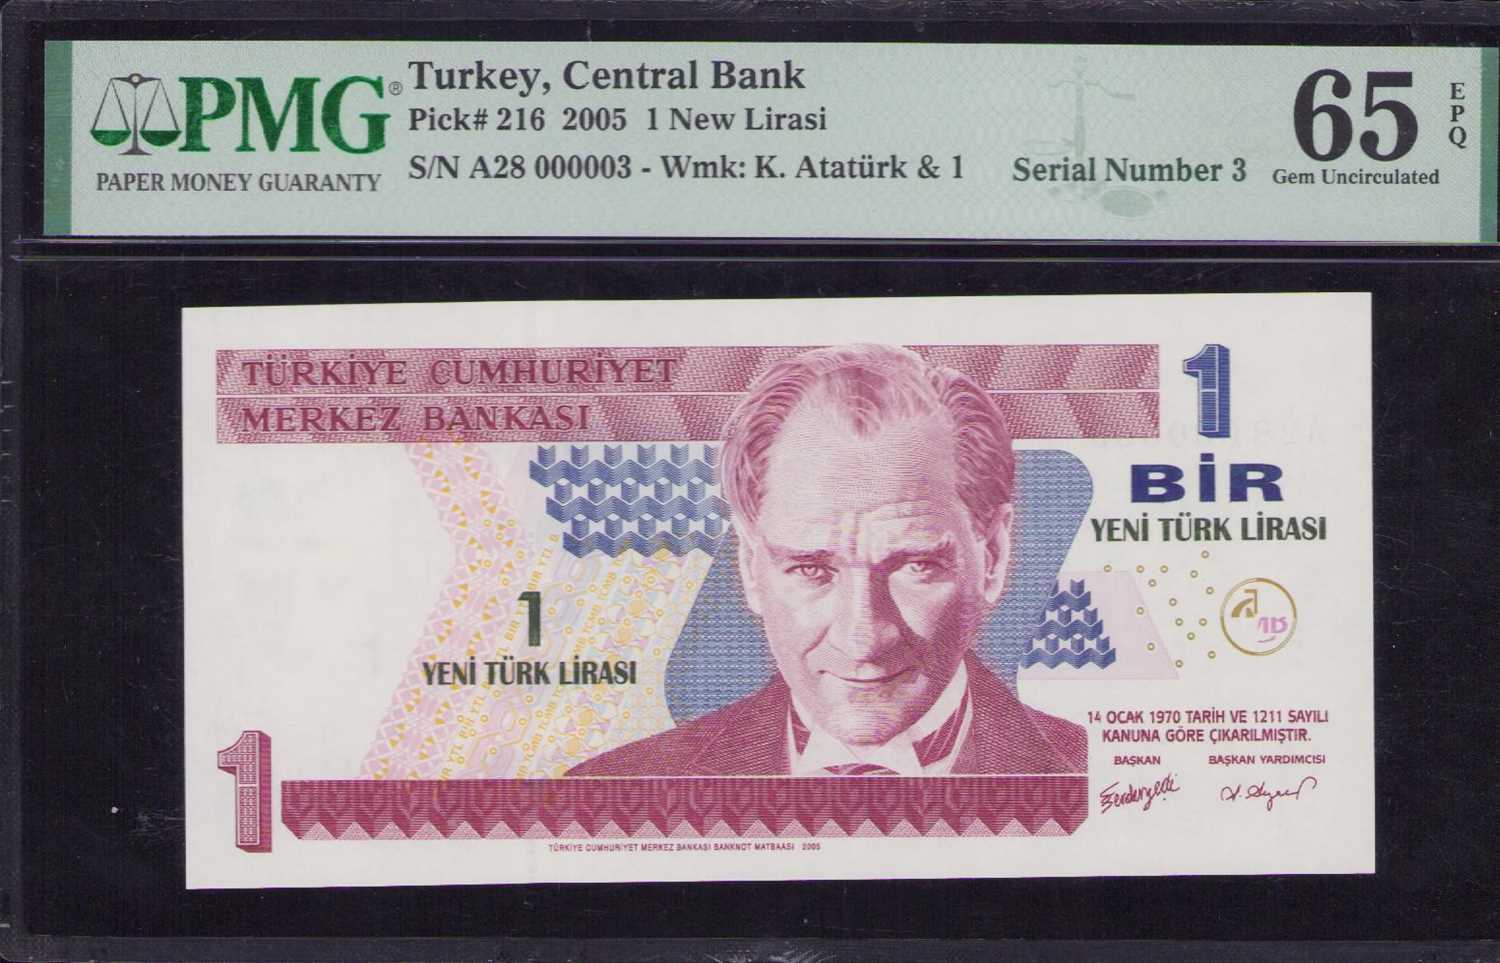 PMG®
PAPER MONEY GUARANTY
Turkey, Central Bank
Pick# 216 2005 1 New Lirasi
S/N A28 000003 - Wmk: K. Atatürk & 1
Serial Number 3
65
EPQ
Gem Uncirculated
TÜRKİYE CUMHURİYET
MERKEZ BANKASI
1
BİR
YENİ TÜRK LİRASI
1
YENİ TÜRK LİRASI
14 OCAK 1970 TARİH VE 1211 SAYILI
KANUNA GÖRE ÇIKARILMIŞTIR.
BAŞKAN BAŞKAN YARDIMCISI
1
TÜRKİYE CUMHURİYET MERKEZ BANKASI BANKNOT MATBAASI 2005